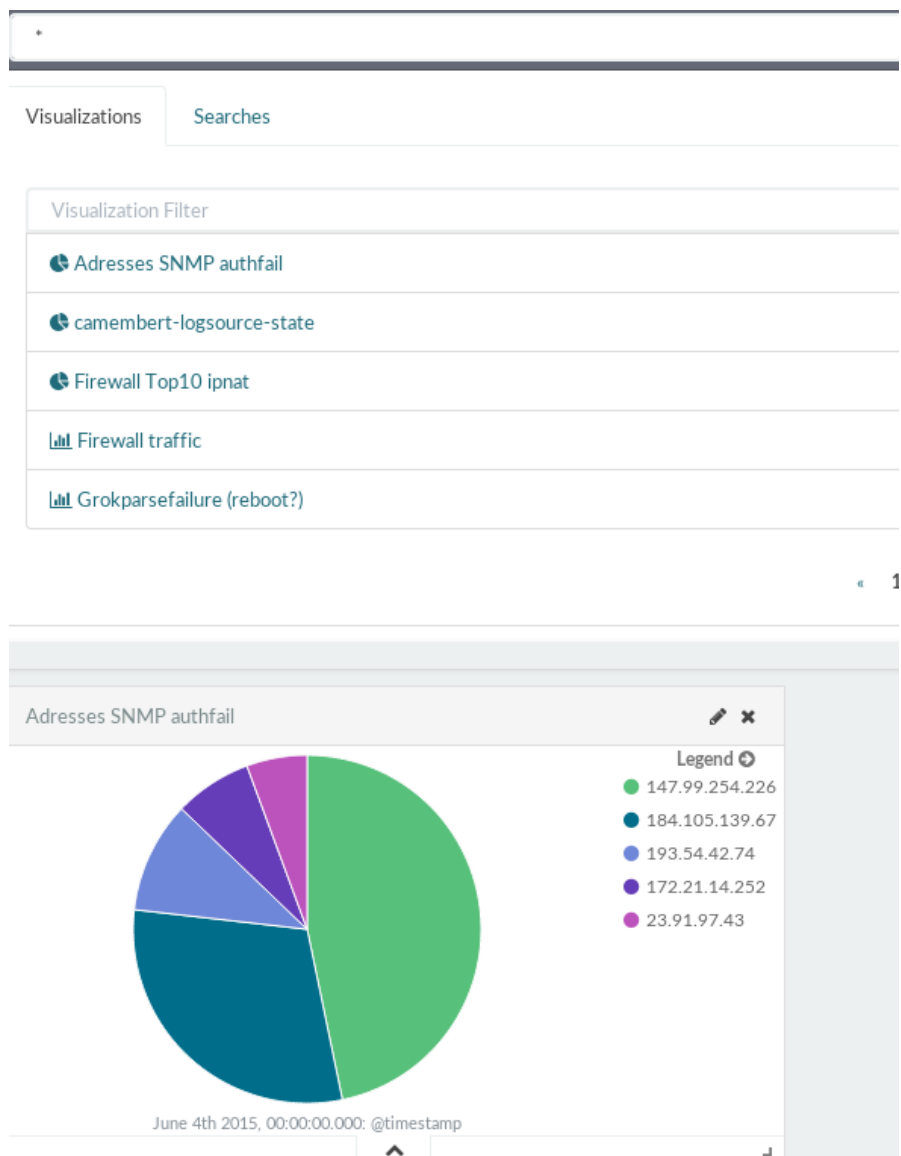 *
Visualizations Searches
Visualization Filter
Adresses SNMP authfail
camembert-logsource-state
Firewall Top10 ipnat
Firewall traffic
Grokparsefailure (reboot?)
« 1
Adresses SNMP authfail
Legend
147.99.254.226
184.105.139.67
193.54.42.74
172.21.14.252
23.91.97.43
June 4th 2015, 00:00:00.000: @timestamp